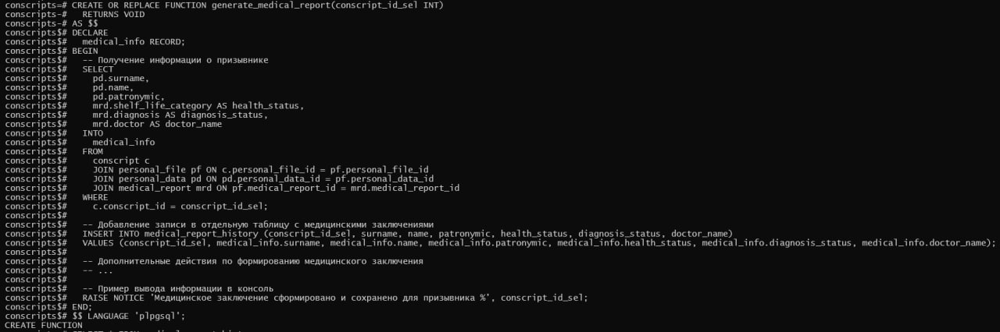 conscripts=# CREATE OR REPLACE FUNCTION generate_medical_report(conscript_id_sel INT)
conscripts-#   RETURNS VOID
conscripts-# AS $$
conscripts$# DECLARE
conscripts$#   medical_info RECORD;
conscripts$# BEGIN
conscripts$#   -- Получение информации о призывнике
conscripts$#   SELECT
conscripts$#     pd.surname,
conscripts$#     pd.name,
conscripts$#     pd.patronymic,
conscripts$#     mrd.shelf_life_category AS health_status,
conscripts$#     mrd.diagnosis AS diagnosis_status,
conscripts$#     mrd.doctor AS doctor_name
conscripts$#   INTO
conscripts$#     medical_info
conscripts$#   FROM
conscripts$#     conscript c
conscripts$#     JOIN personal_file pf ON c.personal_file_id = pf.personal_file_id
conscripts$#     JOIN personal_data pd ON pd.personal_data_id = pf.personal_data_id
conscripts$#     JOIN medical_report mrd ON pf.medical_report_id = mrd.medical_report_id
conscripts$#   WHERE
conscripts$#     c.conscript_id = conscript_id_sel;
conscripts$#
conscripts$#   -- Добавление записи в отдельную таблицу с медицинскими заключениями
conscripts$#   INSERT INTO medical_report_history (conscript_id_sel, surname, name, patronymic, health_status, diagnosis_status, doctor_name)
conscripts$#   VALUES (conscript_id_sel, medical_info.surname, medical_info.name, medical_info.patronymic, medical_info.health_status, medical_info.diagnosis_status, medical_info.doctor_name);
conscripts$#
conscripts$#   -- Дополнительные действия по формированию медицинского заключения
conscripts$#   -- ...
conscripts$#
conscripts$#   -- Пример вывода информации в консоль
conscripts$#   RAISE NOTICE 'Медицинское заключение сформировано и сохранено для призывника %', conscript_id_sel;
conscripts$# END;
conscripts$# $$ LANGUAGE 'plpgsql';
CREATE FUNCTION